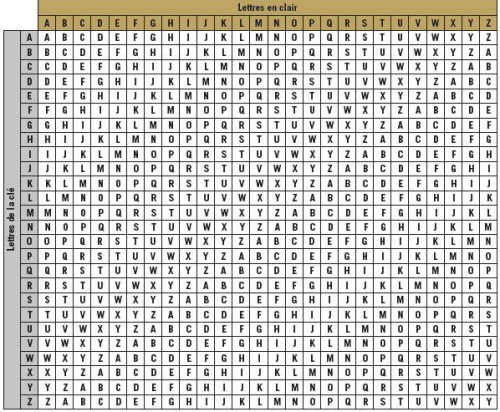 Lettres en clair
A B C D E F G H I J K L M N O P Q R S T U V W X Y Z
Lettres de la clé
A A B C D E F G H I J K L M N O P Q R S T U V W X Y Z
B B C D E F G H I J K L M N O P Q R S T U V W X Y Z A
C C D E F G H I J K L M N O P Q R S T U V W X Y Z A B
D D E F G H I J K L M N O P Q R S T U V W X Y Z A B C
E E F G H I J K L M N O P Q R S T U V W X Y Z A B C D
F F G H I J K L M N O P Q R S T U V W X Y Z A B C D E
G G H I J K L M N O P Q R S T U V W X Y Z A B C D E F
H H I J K L M N O P Q R S T U V W X Y Z A B C D E F G
I I J K L M N O P Q R S T U V W X Y Z A B C D E F G H
J J K L M N O P Q R S T U V W X Y Z A B C D E F G H I
K K L M N O P Q R S T U V W X Y Z A B C D E F G H I J
L L M N O P Q R S T U V W X Y Z A B C D E F G H I J K
M M N O P Q R S T U V W X Y Z A B C D E F G H I J K L
N N O P Q R S T U V W X Y Z A B C D E F G H I J K L M
O O P Q R S T U V W X Y Z A B C D E F G H I J K L M N
P P Q R S T U V W X Y Z A B C D E F G H I J K L M N O
Q Q R S T U V W X Y Z A B C D E F G H I J K L M N O P
R R S T U V W X Y Z A B C D E F G H I J K L M N O P Q
S S T U V W X Y Z A B C D E F G H I J K L M N O P Q R
T T U V W X Y Z A B C D E F G H I J K L M N O P Q R S
U U V W X Y Z A B C D E F G H I J K L M N O P Q R S T
V V W X Y Z A B C D E F G H I J K L M N O P Q R S T U
W W X Y Z A B C D E F G H I J K L M N O P Q R S T U V
X X Y Z A B C D E F G H I J K L M N O P Q R S T U V W
Y Y Z A B C D E F G H I J K L M N O P Q R S T U V W X
Z Z A B C D E F G H I J K L M N O P Q R S T U V W X Y